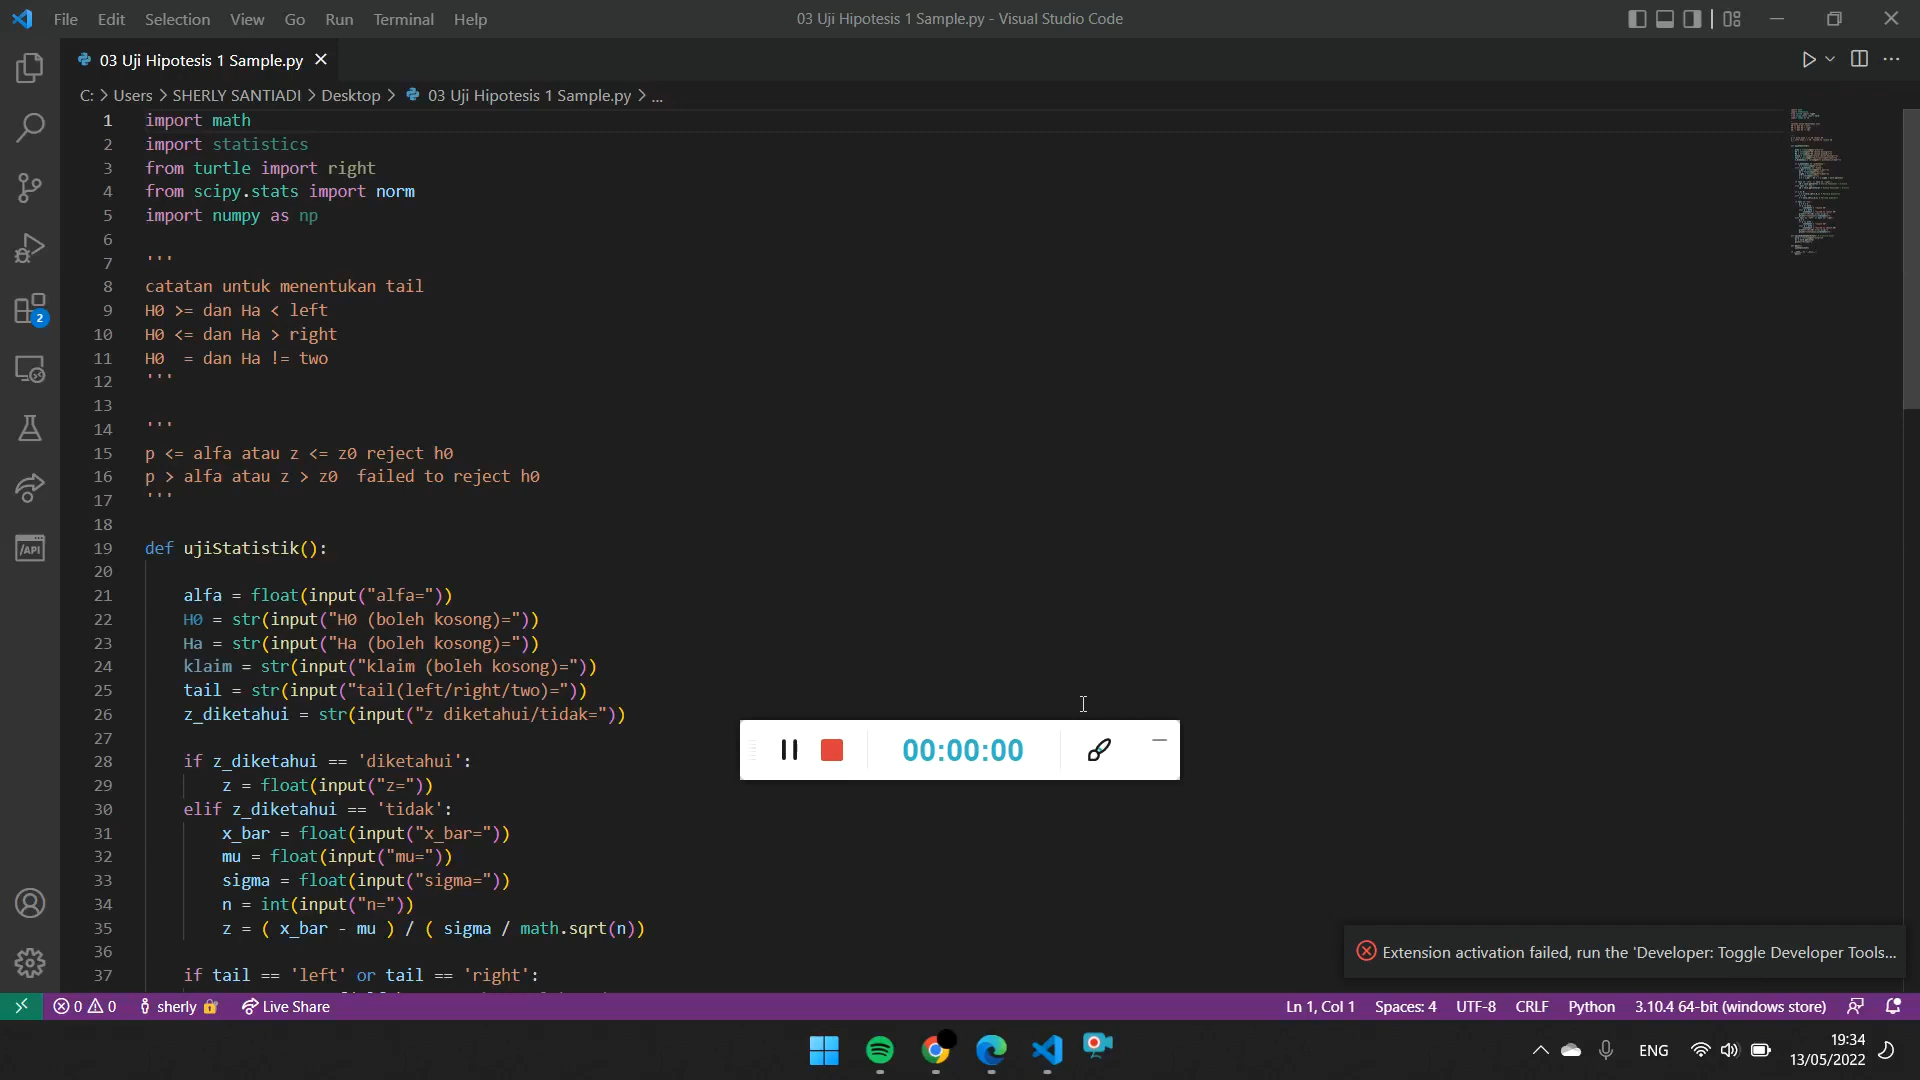 File Edit Selection View Go Run Terminal Help
03 Uji Hipotesis 1 Sample.py - Visual Studio Code
03 Uji Hipotesis 1 Sample.py
C: > Users > SHERLY SANTIADI > Desktop > 03 Uji Hipotesis 1 Sample.py > ...
1 import math
2 import statistics
3 from turtle import right
4 from scipy.stats import norm
5 import numpy as np
6
7 '''
8 catatan untuk menentukan tail
9 H0 >= dan Ha < left
10 H0 <= dan Ha > right
11 H0  = dan Ha != two
12 '''
13
14 '''
15 p <= alfa atau z <= z0 reject h0
16 p > alfa atau z > z0  failed to reject h0
17 '''
18
19 def ujiStatistik():
20
21 alfa = float(input("alfa="))
22 H0 = str(input("H0 (boleh kosong)="))
23 Ha = str(input("Ha (boleh kosong)="))
24 klaim = str(input("klaim (boleh kosong)="))
25 tail = str(input("tail(left/right/two)="))
26 z_diketahui = str(input("z diketahui/tidak="))
27
28 if z_diketahui == 'diketahui':
29 z = float(input("z="))
30 elif z_diketahui == 'tidak':
31 x_bar = float(input("x_bar="))
32 mu = float(input("mu="))
33 sigma = float(input("sigma="))
34 n = int(input("n="))
35 z = ( x_bar - mu ) / ( sigma / math.sqrt(n))
36
37 if tail == 'left' or tail == 'right':
2
/API
00:00:00
Extension activation failed, run the 'Developer: Toggle Developer Tools...
0 0 sherly Live Share
Ln 1, Col 1 Spaces: 4 UTF-8 CRLF Python 3.10.4 64-bit (windows store)
ENG
19:34
13/05/2022